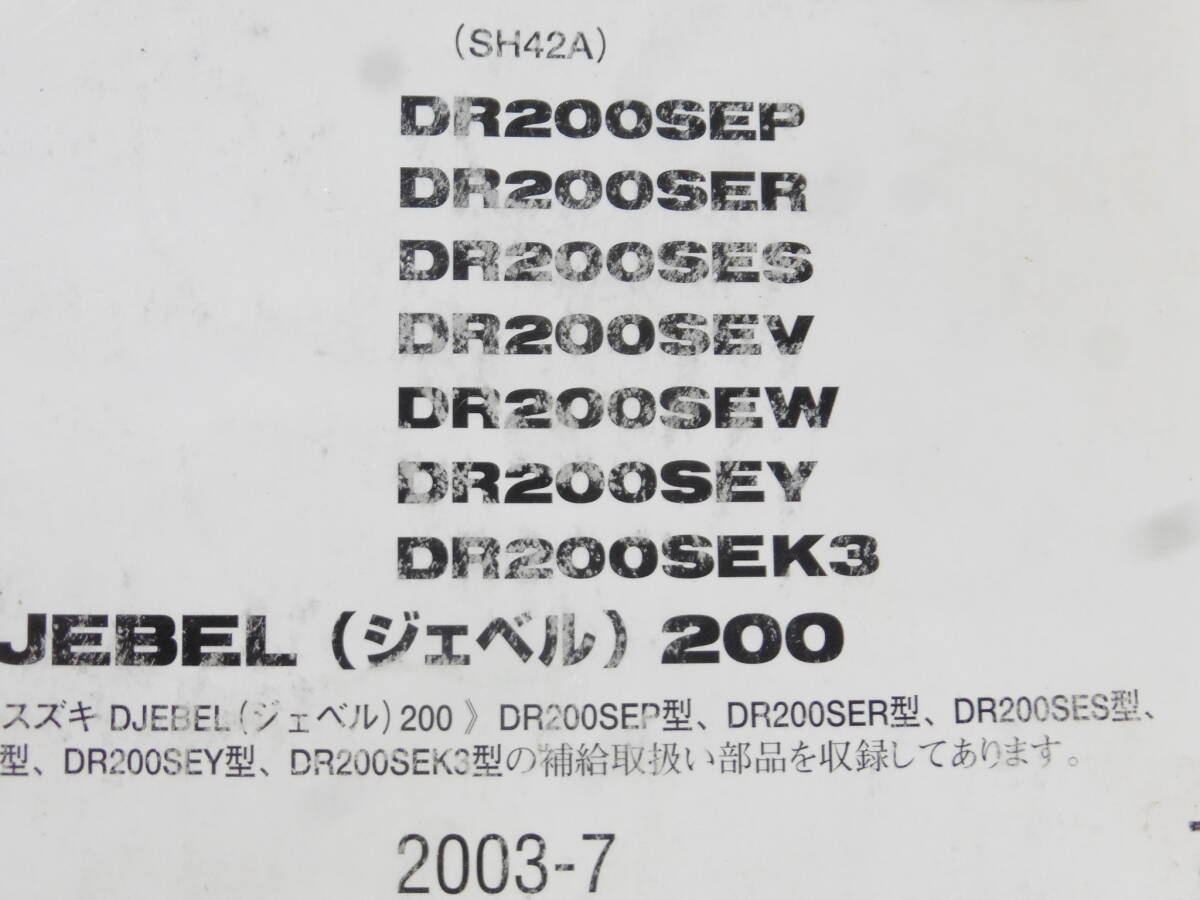 (SH42A)
DR200SEP
DR200SER
DR200SES
DR200SEV
DR200SEW
DR200SEY
DR200SEK3
JEBEL (ジェベル) 200
スズキ DJEBEL(ジェベル)200 》 DR200SEP型、DR200SER型、DR200SES型、
型、DR200SEY型、DR200SEK3型の補給取扱い部品を収録してあります。
2003-7